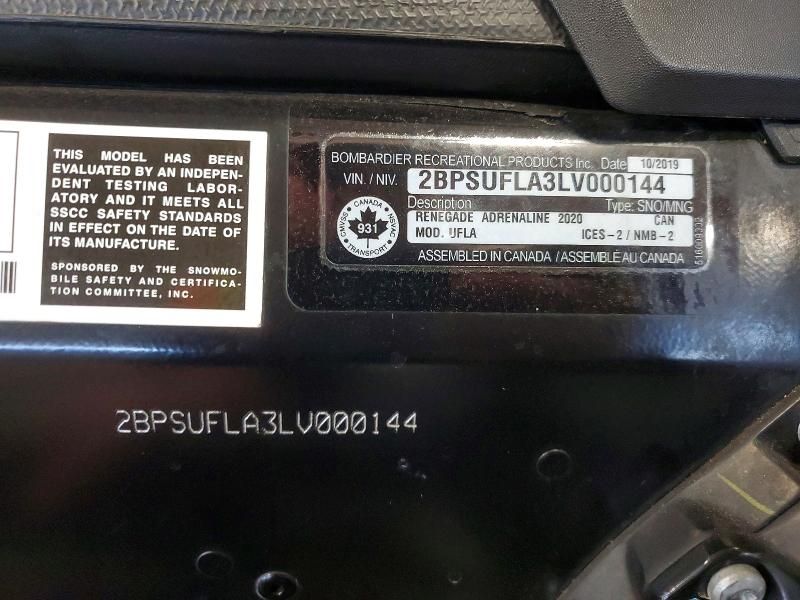 THIS MODEL HAS BEEN
EVALUATED BY AN INDEPEN-
DENT TESTING LABOR-
ATORY AND IT MEETS ALL
SSCC SAFETY STANDARDS
IN EFFECT ON THE DATE OF
ITS MANUFACTURE.
SPONSORED BY THE SNOWMO-
BILE SAFETY AND CERTIFICA-
TION COMMITTEE, INC.
BOMBARDIER RECREATIONAL PRODUCTS Inc. Date 10/2019
VIN. / NIV. 2BPSUFLA3LV000144
Description Type: SNO/MNG
RENEGADE ADRENALINE 2020 CAN
MOD. UFLA ICES-2 / NMB-2
ASSEMBLED IN CANADA / ASSEMBLÉ AU CANADA
CANADA
CMVSS
931
NSVAC
TRANSPORT
2BPSUFLA3LV000144